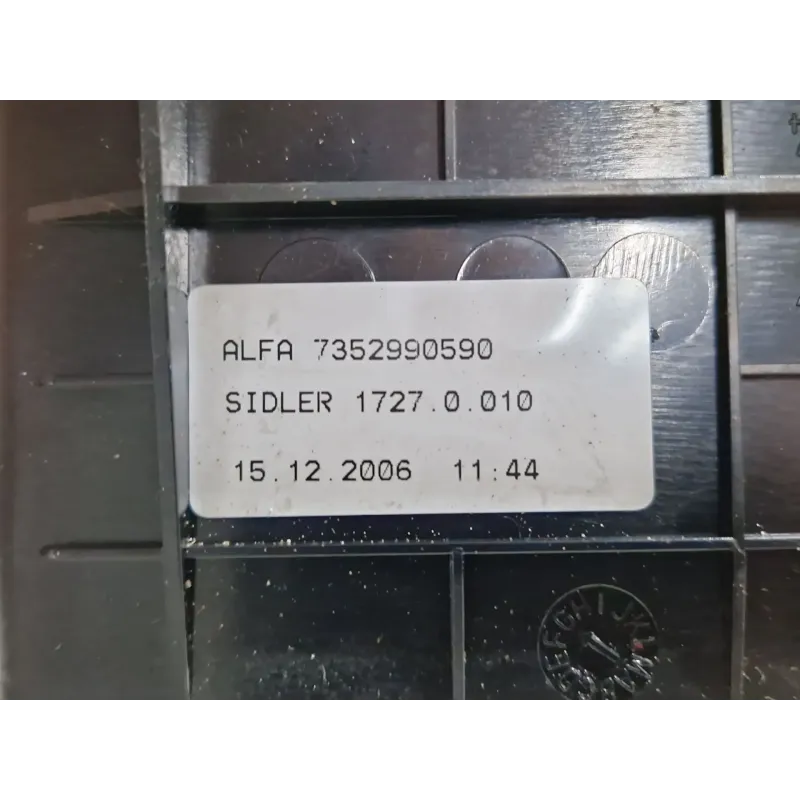 ALFA 7352990590
SIDLER 1727.0.010
15.12.2006 11:44